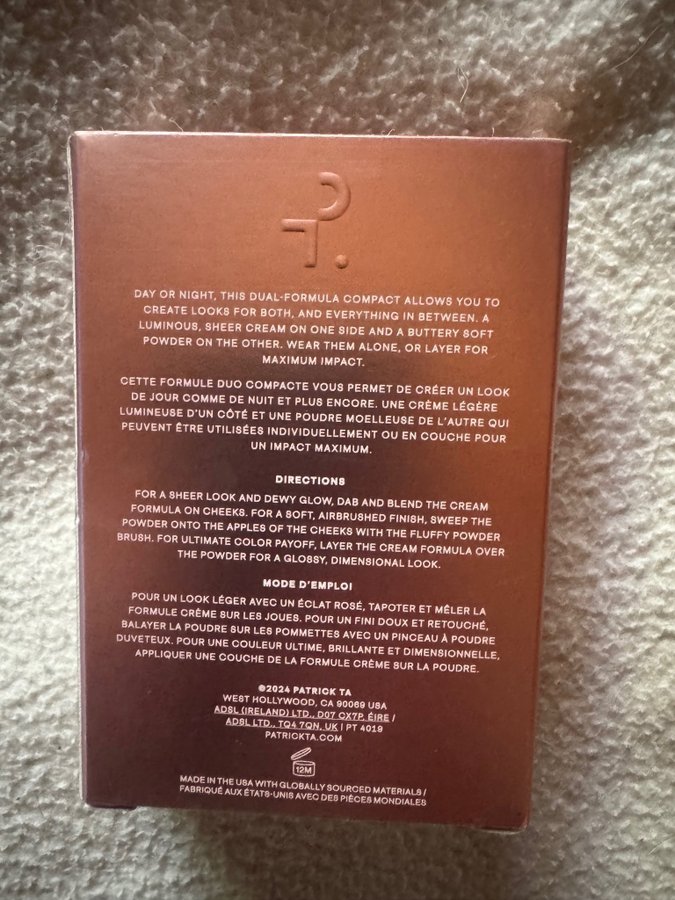 DAY OR NIGHT, THIS DUAL-FORMULA COMPACT ALLOWS YOU TO
CREATE LOOKS FOR BOTH, AND EVERYTHING IN BETWEEN. A
LUMINOUS, SHEER CREAM ON ONE SIDE AND A BUTTERY SOFT
POWDER ON THE OTHER. WEAR THEM ALONE, OR LAYER FOR
MAXIMUM IMPACT.
CETTE FORMULE DUO COMPACTE VOUS PERMET DE CRÉER UN LOOK
DE JOUR COMME DE NUIT ET PLUS ENCORE. UNE CRÈME LÉGÈRE
LUMINEUSE D'UN CÔTÉ ET UNE POUDRE MOELLEUSE DE L'AUTRE QUI
PEUVENT ÊTRE UTILISÉES INDIVIDUELLEMENT OU EN COUCHE POUR
UN IMPACT MAXIMUM.
DIRECTIONS
FOR A SHEER LOOK AND DEWY GLOW, DAB AND BLEND THE CREAM
FORMULA ON CHEEKS. FOR A SOFT, AIRBRUSHED FINISH, SWEEP THE
POWDER ONTO THE APPLES OF THE CHEEKS WITH THE FLUFFY POWDER
BRUSH. FOR ULTIMATE COLOR PAYOFF, LAYER THE CREAM FORMULA OVER
THE POWDER FOR A GLOSSY, DIMENSIONAL LOOK.
MODE D'EMPLOI
POUR UN LOOK LÉGER AVEC UN ÉCLAT ROSÉ, TAPOTER ET MÊLER LA
FORMULE CRÈME SUR LES JOUES. POUR UN FINI DOUX ET RETOUCHÉ,
BALAYER LA POUDRE SUR LES POMMETTES AVEC UN PINCEAU À POUDRE
DUVETEUX. POUR UNE COULEUR ULTIME, BRILLANTE ET DIMENSIONNELLE,
APPLIQUER UNE COUCHE DE LA FORMULE CRÈME SUR LA POUDRE.
©2024 PATRICK TA
WEST HOLLYWOOD, CA 90069 USA
ADSL (IRELAND) LTD., D07 CX7P, ÉIRE /
ADSL LTD., TQ4 7QN, UK | PT 4019
PATRICKTA.COM
12M
MADE IN THE USA WITH GLOBALLY SOURCED MATERIALS /
FABRIQUÉ AUX ÉTATS-UNIS AVEC DES PIÈCES MONDIALES